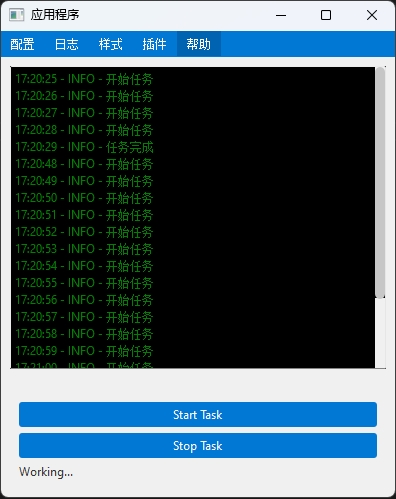 应用程序
配置 日志 样式 插件 帮助
17:20:25 - INFO - 开始任务
17:20:26 - INFO - 开始任务
17:20:27 - INFO - 开始任务
17:20:28 - INFO - 开始任务
17:20:29 - INFO - 任务完成
17:20:48 - INFO - 开始任务
17:20:49 - INFO - 开始任务
17:20:50 - INFO - 开始任务
17:20:51 - INFO - 开始任务
17:20:52 - INFO - 开始任务
17:20:53 - INFO - 开始任务
17:20:54 - INFO - 开始任务
17:20:55 - INFO - 开始任务
17:20:56 - INFO - 开始任务
17:20:57 - INFO - 开始任务
17:20:58 - INFO - 开始任务
17:20:59 - INFO - 开始任务
17:21:00 - INFO - 开始任务
Start Task
Stop Task
Working...